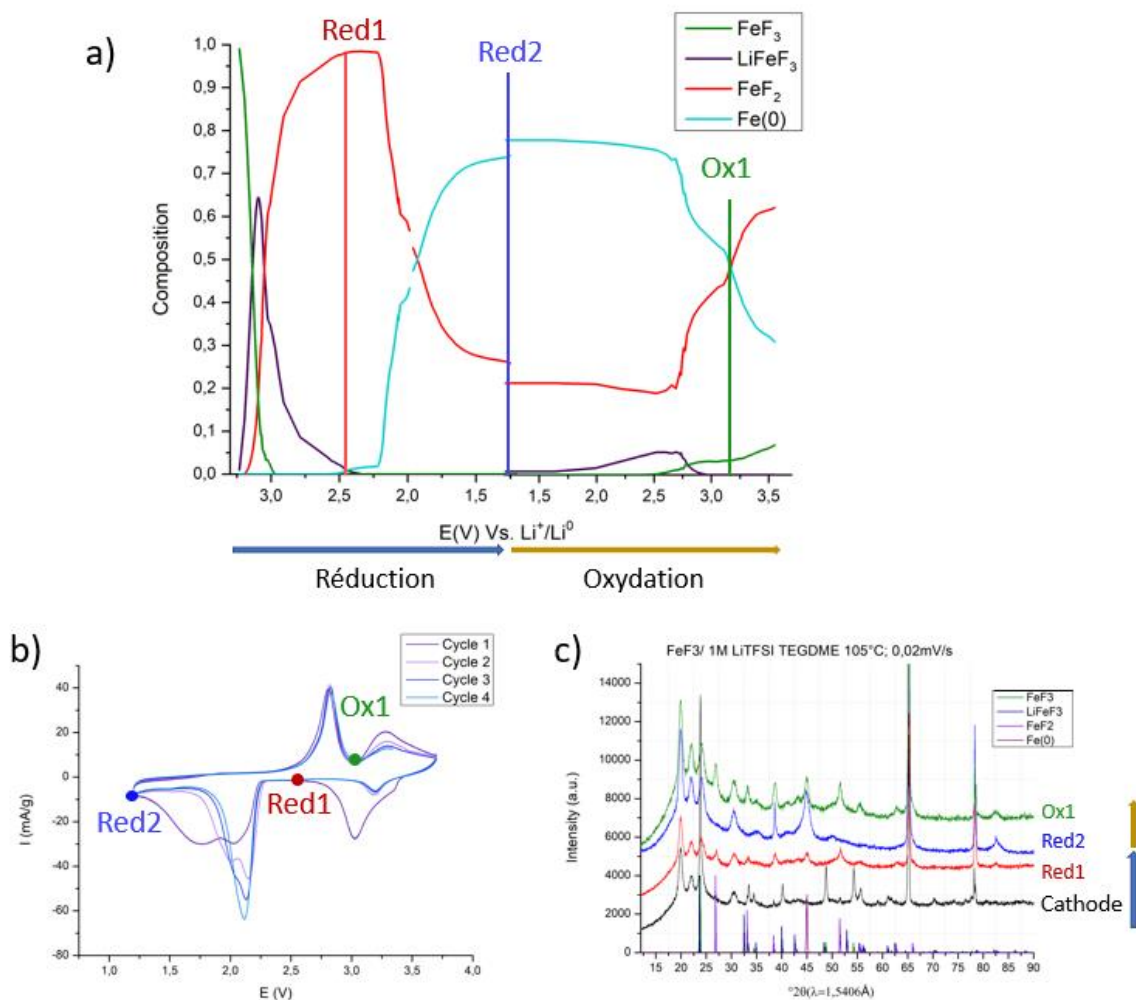 a)
Red1
Red2
Ox1
FeF3
LiFeF3
FeF2
Fe(0)
1,0
0,9
0,8
0,7
0,6
0,5
0,4
0,3
0,2
0,1
0,0
Composition
3,0 2,5 2,0 1,5 1,5 2,0 2,5 3,0 3,5
E(V) Vs. Li+/Li0
Réduction
Oxydation
b)
Cycle 1
Cycle 2
Cycle 3
Cycle 4
40
20
0
-20
-40
-60
-80
I (mA/g)
Ox1
Red1
Red2
1,0 1,5 2,0 2,5 3,0 3,5 4,0
E (V)
c)
FeF3/ 1M LiTFSI TEGDME 105°C; 0,02mV/s
FeF3
LiFeF3
FeF2
Fe(0)
14000
12000
10000
8000
6000
4000
2000
0
Intensity (a.u.)
Ox1
Red2
Red1
Cathode
15 20 25 30 35 40 45 50 55 60 65 70 75 80 85 90
°2θ(λ=1,5406Å)